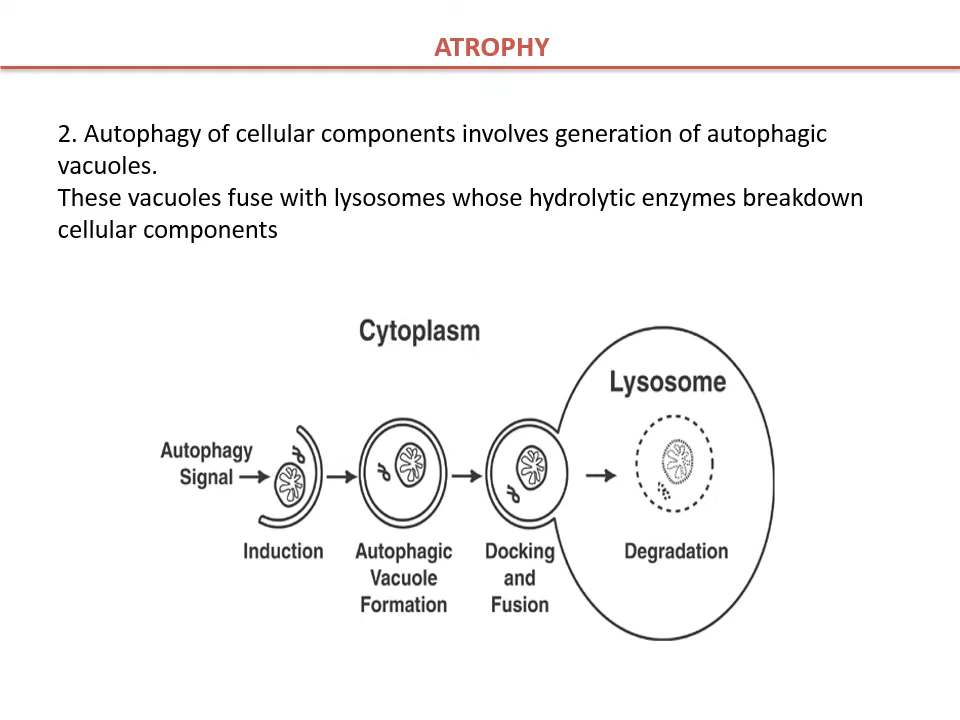 ATROPHY
2. Autophagy of cellular components involves generation of autophagic
vacuoles.
These vacuoles fuse with lysosomes whose hydrolytic enzymes breakdown
cellular components
Cytoplasm
Lysosome
Autophagy
Signal
Induction
Autophagic
Vacuole
Formation
Docking
and
Fusion
Degradation